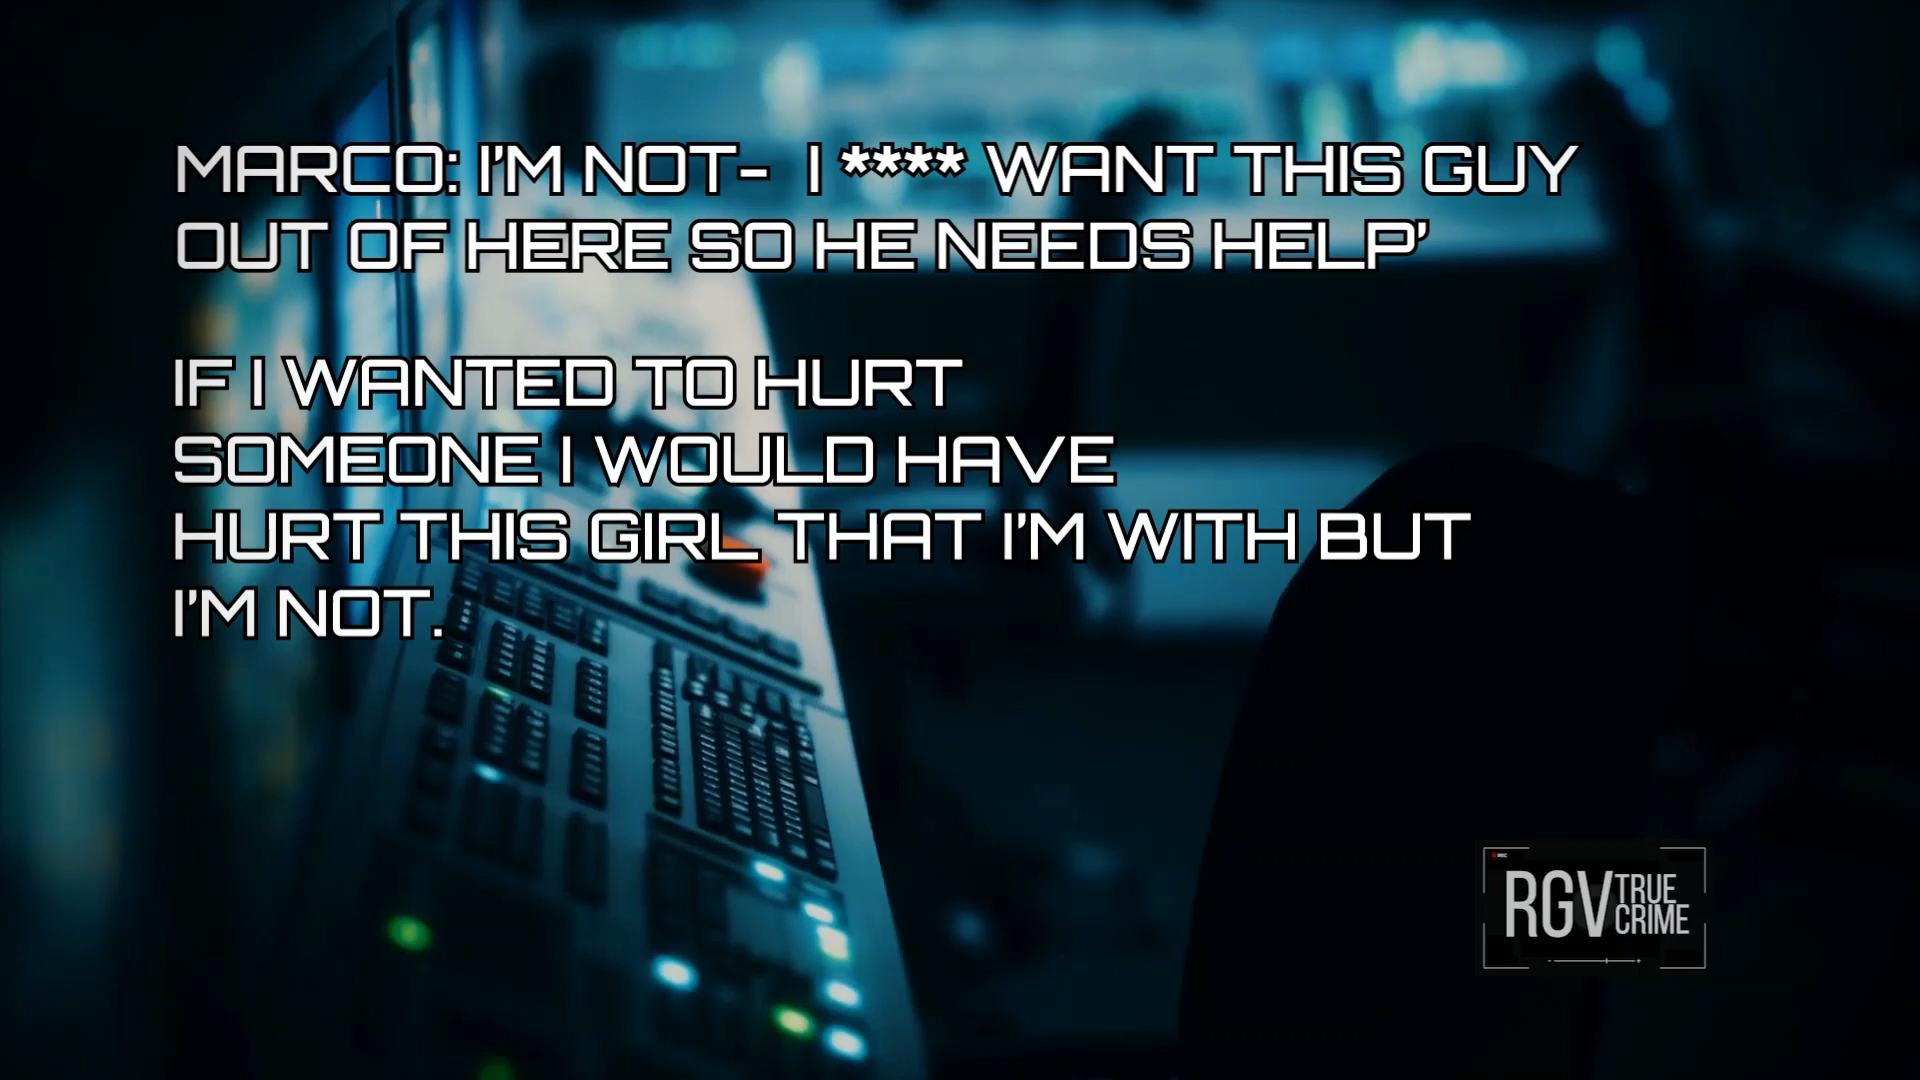 MARCO: I'M NOT- I **** WANT THIS GUY
OUT OF HERE SO HE NEEDS HELP'
IF I WANTED TO HURT
SOMEONE I WOULD HAVE
HURT THIS GIRL THAT I'M WITH BUT
I'M NOT.
REC
RGV TRUE
CRIME